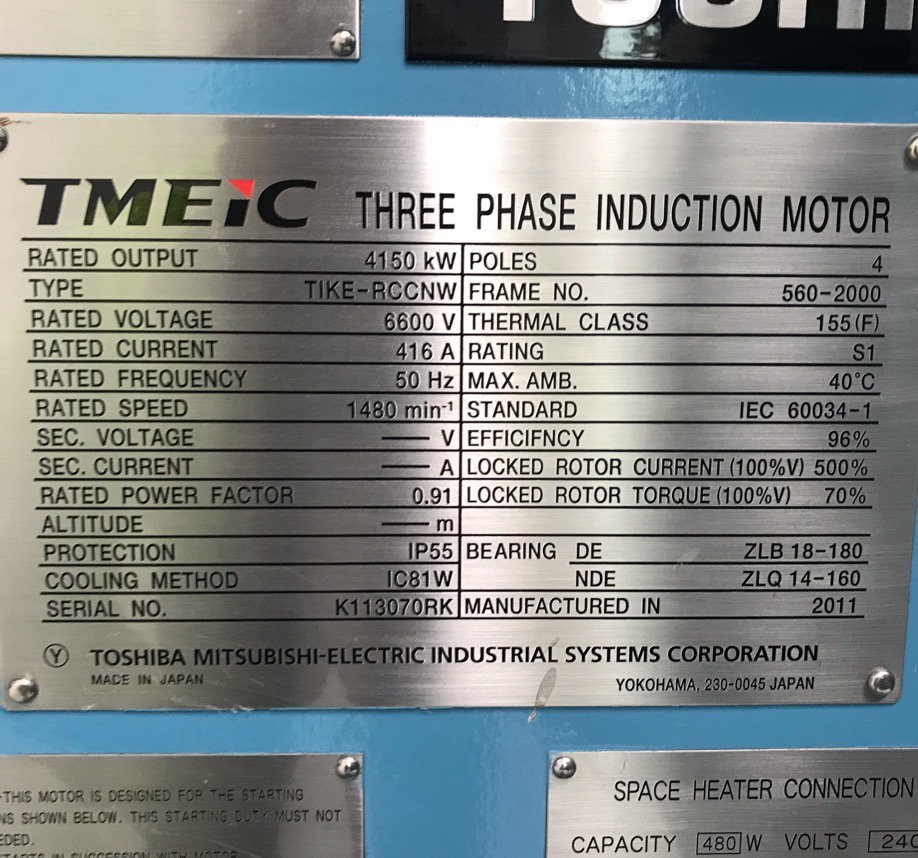 TMEiC THREE PHASE INDUCTION MOTOR
RATED OUTPUT 4150 kW POLES 4
TYPE TIKE-RCCNW FRAME NO. 560-2000
RATED VOLTAGE 6600 V THERMAL CLASS 155(F)
RATED CURRENT 416 A RATING S1
RATED FREQUENCY 50 Hz MAX. AMB. 40°C
RATED SPEED 1480 min⁻¹ STANDARD IEC 60034-1
SEC. VOLTAGE — V EFFICIFNCY 96%
SEC. CURRENT — A LOCKED ROTOR CURRENT (100%V) 500%
RATED POWER FACTOR 0.91 LOCKED ROTOR TORQUE (100%V) 70%
ALTITUDE — m
PROTECTION IP55 BEARING DE ZLB 18-180
COOLING METHOD IC81W NDE ZLQ 14-160
SERIAL NO. K113070RK MANUFACTURED IN 2011
Ⓨ TOSHIBA MITSUBISHI-ELECTRIC INDUSTRIAL SYSTEMS CORPORATION
MADE IN JAPAN YOKOHAMA, 230-0045 JAPAN
THIS MOTOR IS DESIGNED FOR THE STARTING
SHOWN BELOW. THIS STARTING DUTY MUST NOT
STARTS IN SUCCESSION WITH MOTOR
SPACE HEATER CONNECTION
CAPACITY 480 W VOLTS 240